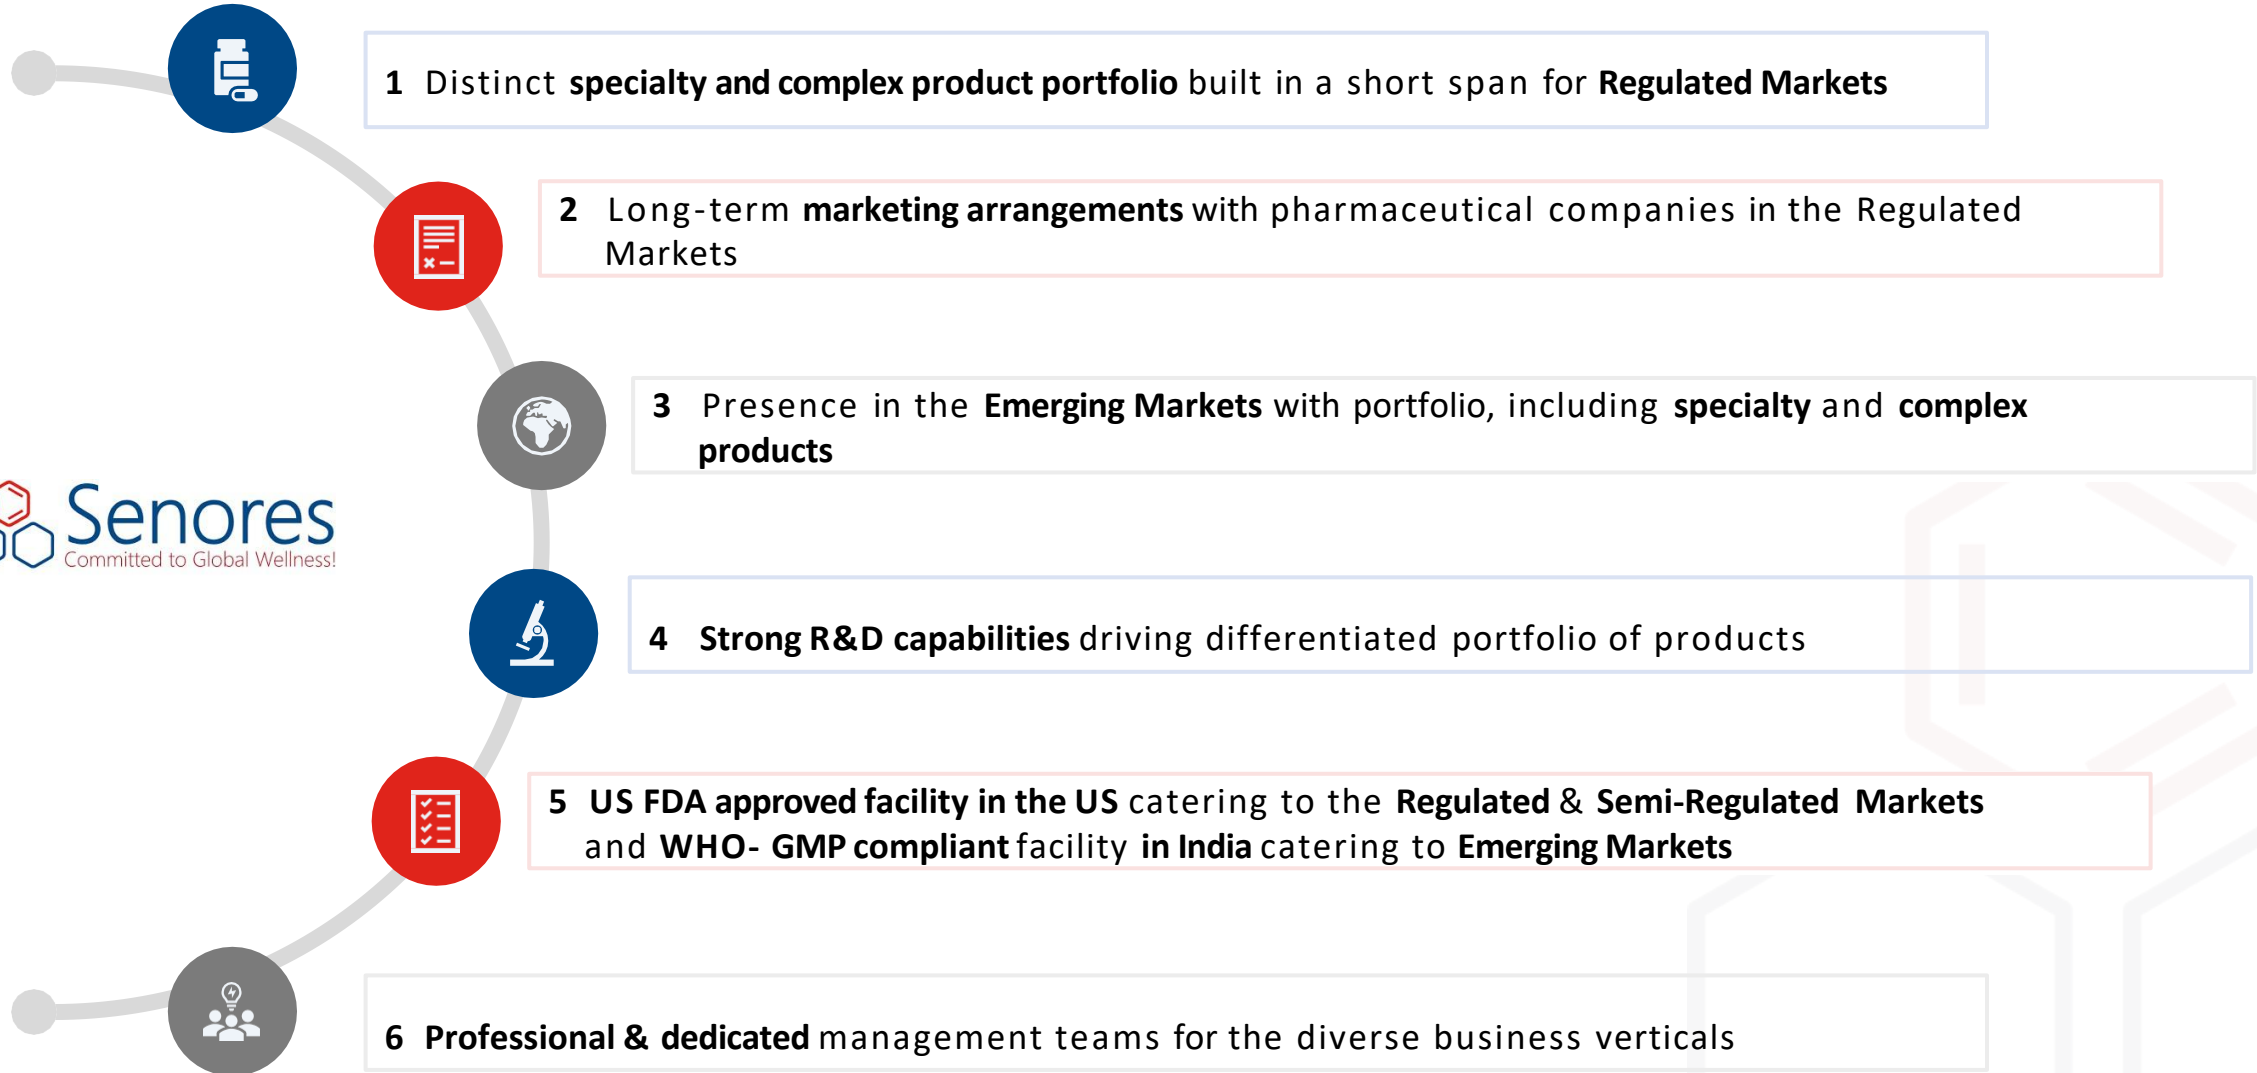 1 Distinct specialty and complex product portfolio built in a short span for Regulated Markets
2 Long-term marketing arrangements with pharmaceutical companies in the Regulated
Markets
3 Presence in the Emerging Markets with portfolio, including specialty and complex
products
Senores
Committed to Global Wellness!
4 Strong R&D capabilities driving differentiated portfolio of products
5 US FDA approved facility in the US catering to the Regulated & Semi-Regulated Markets
and WHO- GMP compliant facility in India catering to Emerging Markets
6 Professional & dedicated management teams for the diverse business verticals